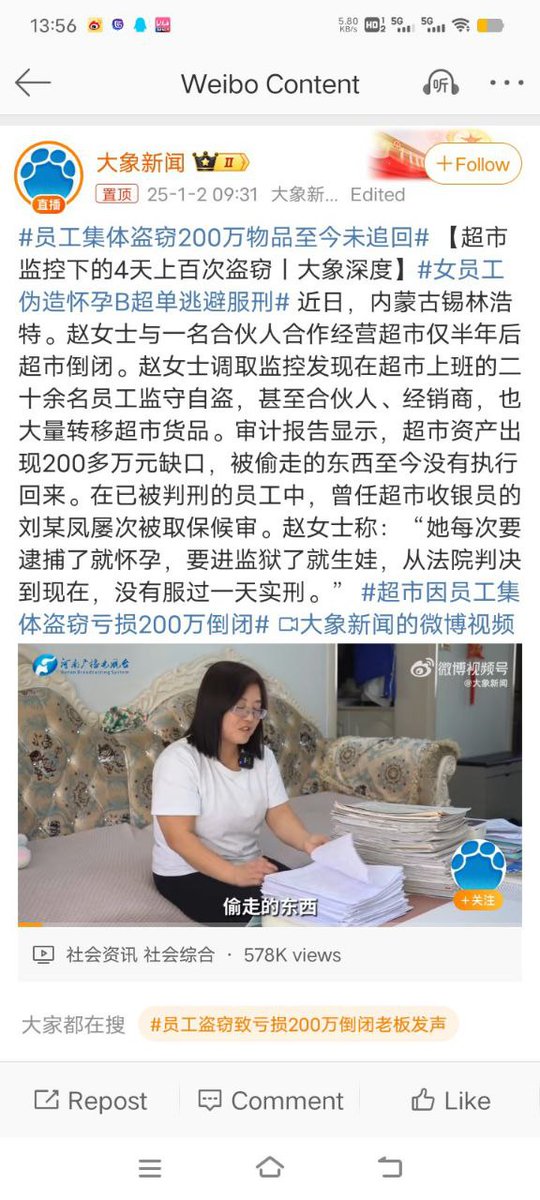 13:56
5.80
KB/s
HD 1
2
5G
5G
Weibo Content
听
大象新闻
II
+Follow
直播
置顶 25-1-2 09:31 大象新... Edited
#员工集体盗窃200万物品至今未追回# 【超市
监控下的4天上百次盗窃丨大象深度】#女员工
伪造怀孕B超单逃避服刑# 近日，内蒙古锡林浩
特。赵女士与一名合伙人合作经营超市仅半年后
超市倒闭。赵女士调取监控发现在超市上班的二
十余名员工监守自盗，甚至合伙人、经销商，也
大量转移超市货品。审计报告显示，超市资产出
现200多万元缺口，被偷走的东西至今没有执行
回来。在已被判刑的员工中，曾任超市收银员的
刘某凤屡次被取保候审。赵女士称：“她每次要
逮捕了就怀孕，要进监狱了就生娃，从法院判决
到现在，没有服过一天实刑。” #超市因员工集
体盗窃亏损200万倒闭# 大象新闻的微博视频
河南广播电视台
Henan Broadcasting System
微博视频号
@大象新闻
+关注
偷走的东西
社会资讯 社会综合 · 578K views
大家都在搜
#员工盗窃致亏损200万倒闭老板发声
Repost
Comment
Like